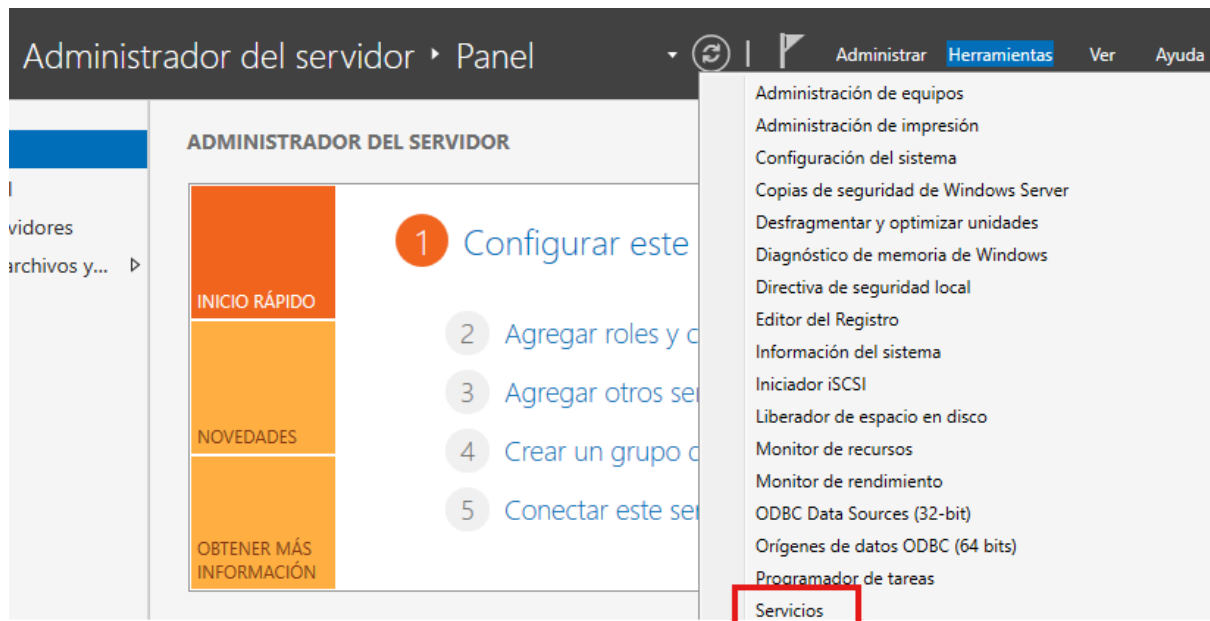 Administrador del servidor ‣ Panel
Administrar Herramientas Ver Ayuda
vidores
archivos y...
ADMINISTRADOR DEL SERVIDOR
INICIO RÁPIDO
NOVEDADES
OBTENER MÁS
INFORMACIÓN
1 Configurar este
2 Agregar roles y c
3 Agregar otros ser
4 Crear un grupo d
5 Conectar este ser
Administración de equipos
Administración de impresión
Configuración del sistema
Copias de seguridad de Windows Server
Desfragmentar y optimizar unidades
Diagnóstico de memoria de Windows
Directiva de seguridad local
Editor del Registro
Información del sistema
Iniciador iSCSI
Liberador de espacio en disco
Monitor de recursos
Monitor de rendimiento
ODBC Data Sources (32-bit)
Orígenes de datos ODBC (64 bits)
Programador de tareas
Servicios